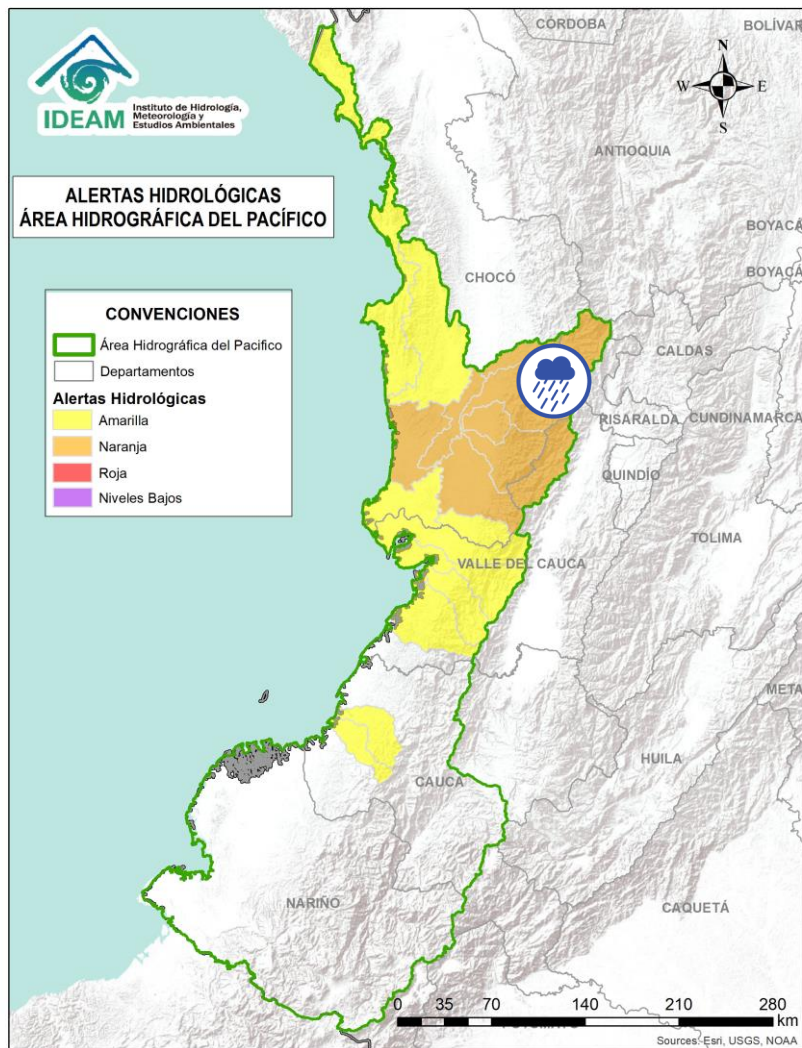 CÓRDOBA
BOLÍVAR
IDEAM
Instituto de Hidrología,
Meteorología y
Estudios Ambientales
N
W
E
S
ANTIOQUIA
ALERTAS HIDROLÓGICAS
ÁREA HIDROGRÁFICA DEL PACÍFICO
BOYACÁ
BOYACÁ
CHOCÓ
CONVENCIONES
Área Hidrográfica del Pacifico
Departamentos
Alertas Hidrológicas
Amarilla
Naranja
Roja
Niveles Bajos
CALDAS
RISARALDA
CUNDINAMARCA
QUINDÍO
TOLIMA
VALLE DEL CAUCA
META
HUILA
CAUCA
NARIÑO
CAQUETÁ
0 35 70 140 210 280
km
Sources: Esri, USGS, NOAA